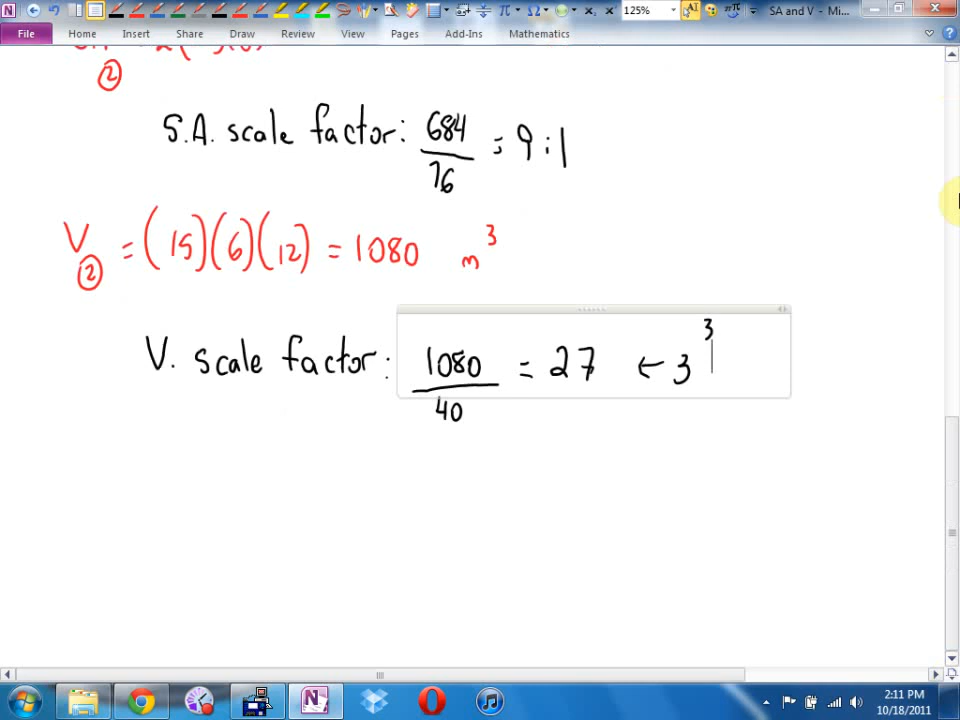 125%
SA and V - Mi...
File Home Insert Share Draw Review View Pages Add-Ins Mathematics
②
S.A. scale factor: 684/76 = 9:1
V② = (15)(6)(12) = 1080 m³
V. scale factor: 1080/40 = 27 ← 3³
2:11 PM
10/18/2011